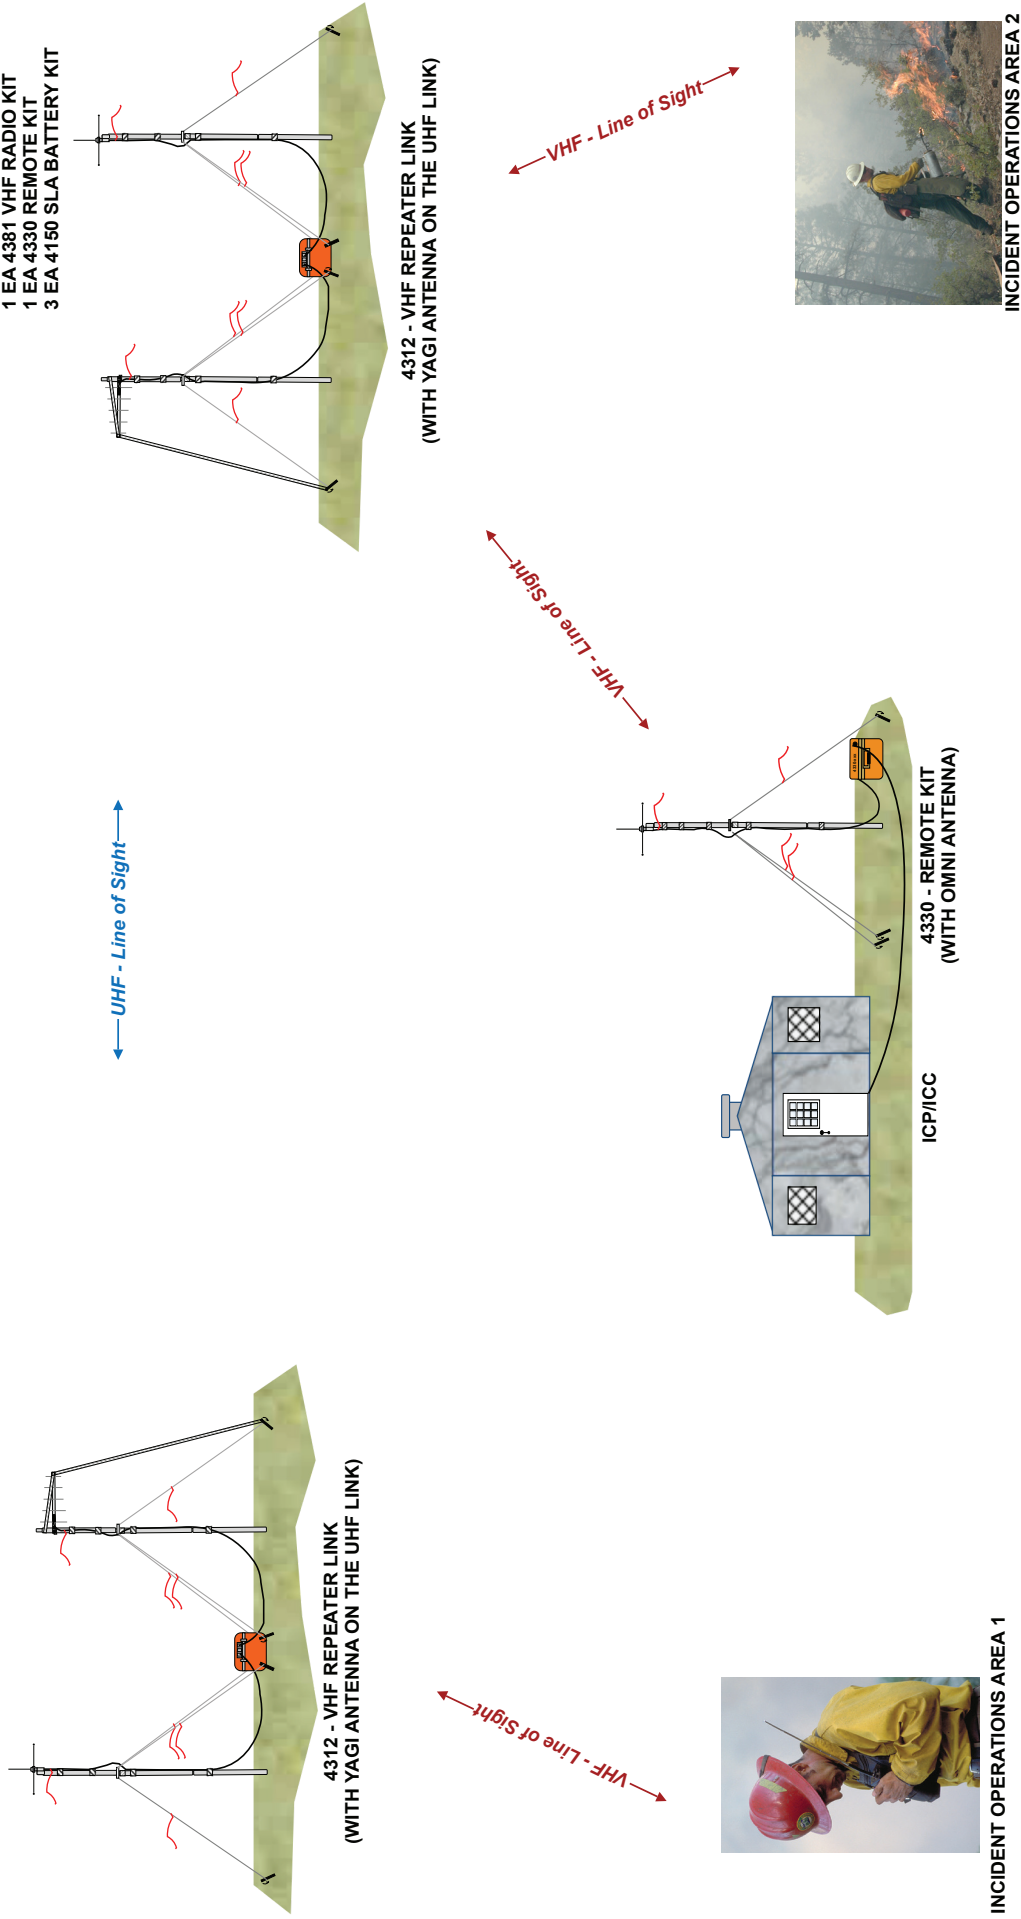 1 EA 4381 VHF RADIO KIT
1 EA 4330 REMOTE KIT
3 EA 4150 SLA BATTERY KIT
UHF - Line of Sight
4312 - VHF REPEATER LINK
(WITH YAGI ANTENNA ON THE UHF LINK)
4312 - VHF REPEATER LINK
(WITH YAGI ANTENNA ON THE UHF LINK)
VHF - Line of Sight
VHF - Line of Sight
VHF - Line of Sight
ICP/ICC
4330 - REMOTE KIT
(WITH OMNI ANTENNA)
INCIDENT OPERATIONS AREA 1
INCIDENT OPERATIONS AREA 2